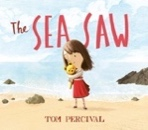 The
SEA SAW
TOM PERCIVAL